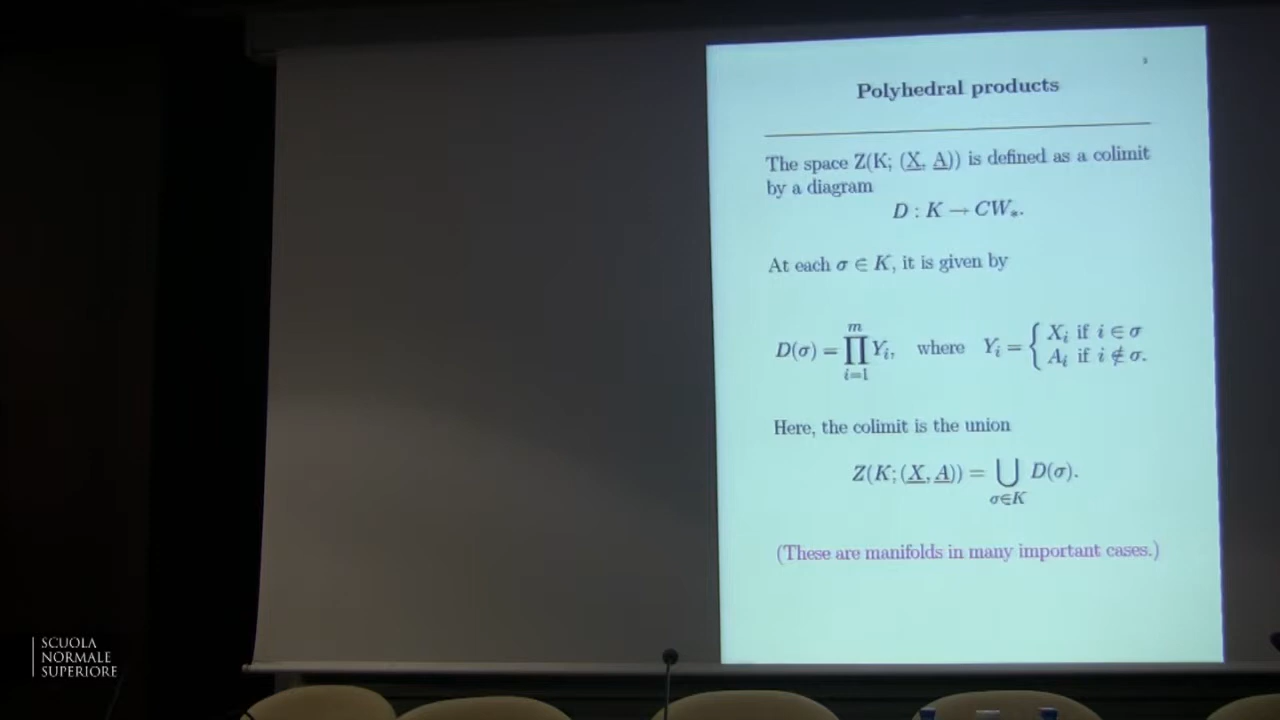 Polyhedral products
The space Z(K; (X, A)) is defined as a colimit
by a diagram
D : K → CW*.
At each σ ∈ K, it is given by
D(σ) = ∏_{i=1}^{m} Y_i, where Y_i = { X_i if i ∈ σ
A_i if i ∉ σ.
Here, the colimit is the union
Z(K; (X, A)) = ⋃_{σ∈K} D(σ).
(These are manifolds in many important cases.)
SCUOLA
NORMALE
SUPERIORE